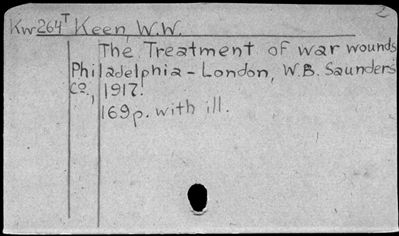 2
Kw264T Keen, W.W.
The Treatment of war wounds
Philadelphia - London, W.B. Saunders
Co., 1917.
169p. with ill.